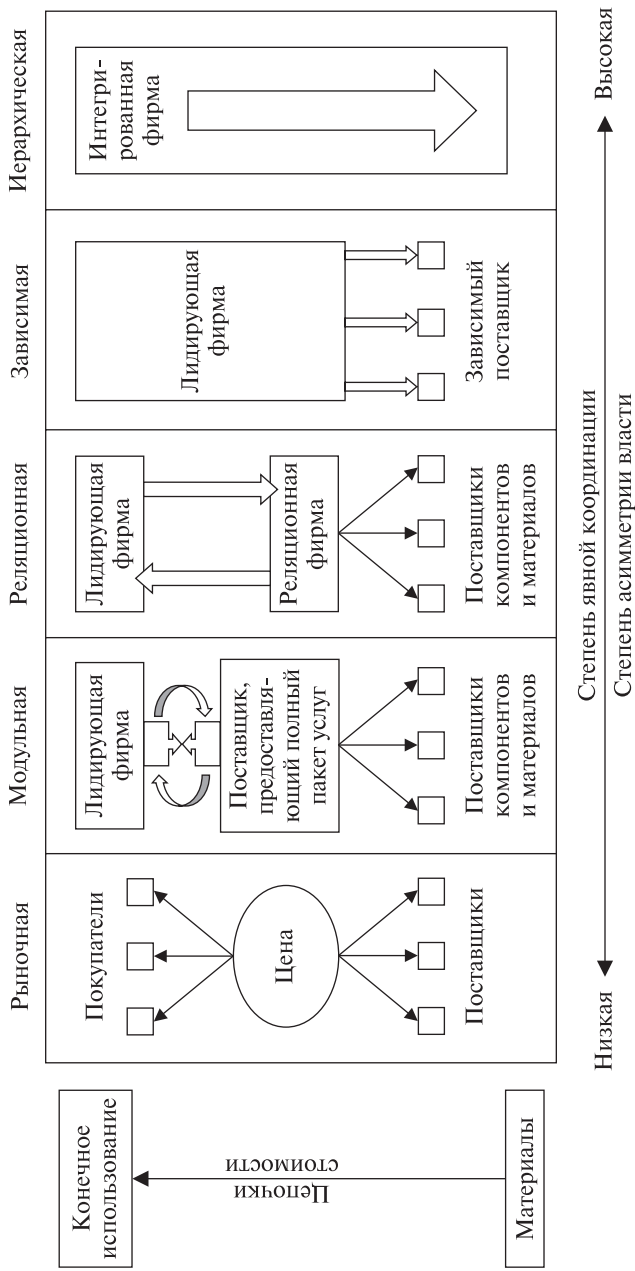 Рыночная
Модульная
Реляционная
Зависимая
Иерархическая
Конечное
использование
Цепочки
стоимости
Материалы
Покупатели
Цена
Поставщики
Лидирующая
фирма
Поставщик,
предоставля-
ющий полный
пакет услуг
Поставщики
компонентов
и материалов
Лидирующая
фирма
Реляционная
фирма
Поставщики
компонентов
и материалов
Лидирующая
фирма
Зависимый
поставщик
Интегри-
рованная
фирма
Низкая
Высокая
Степень явной координации
Степень асимметрии власти